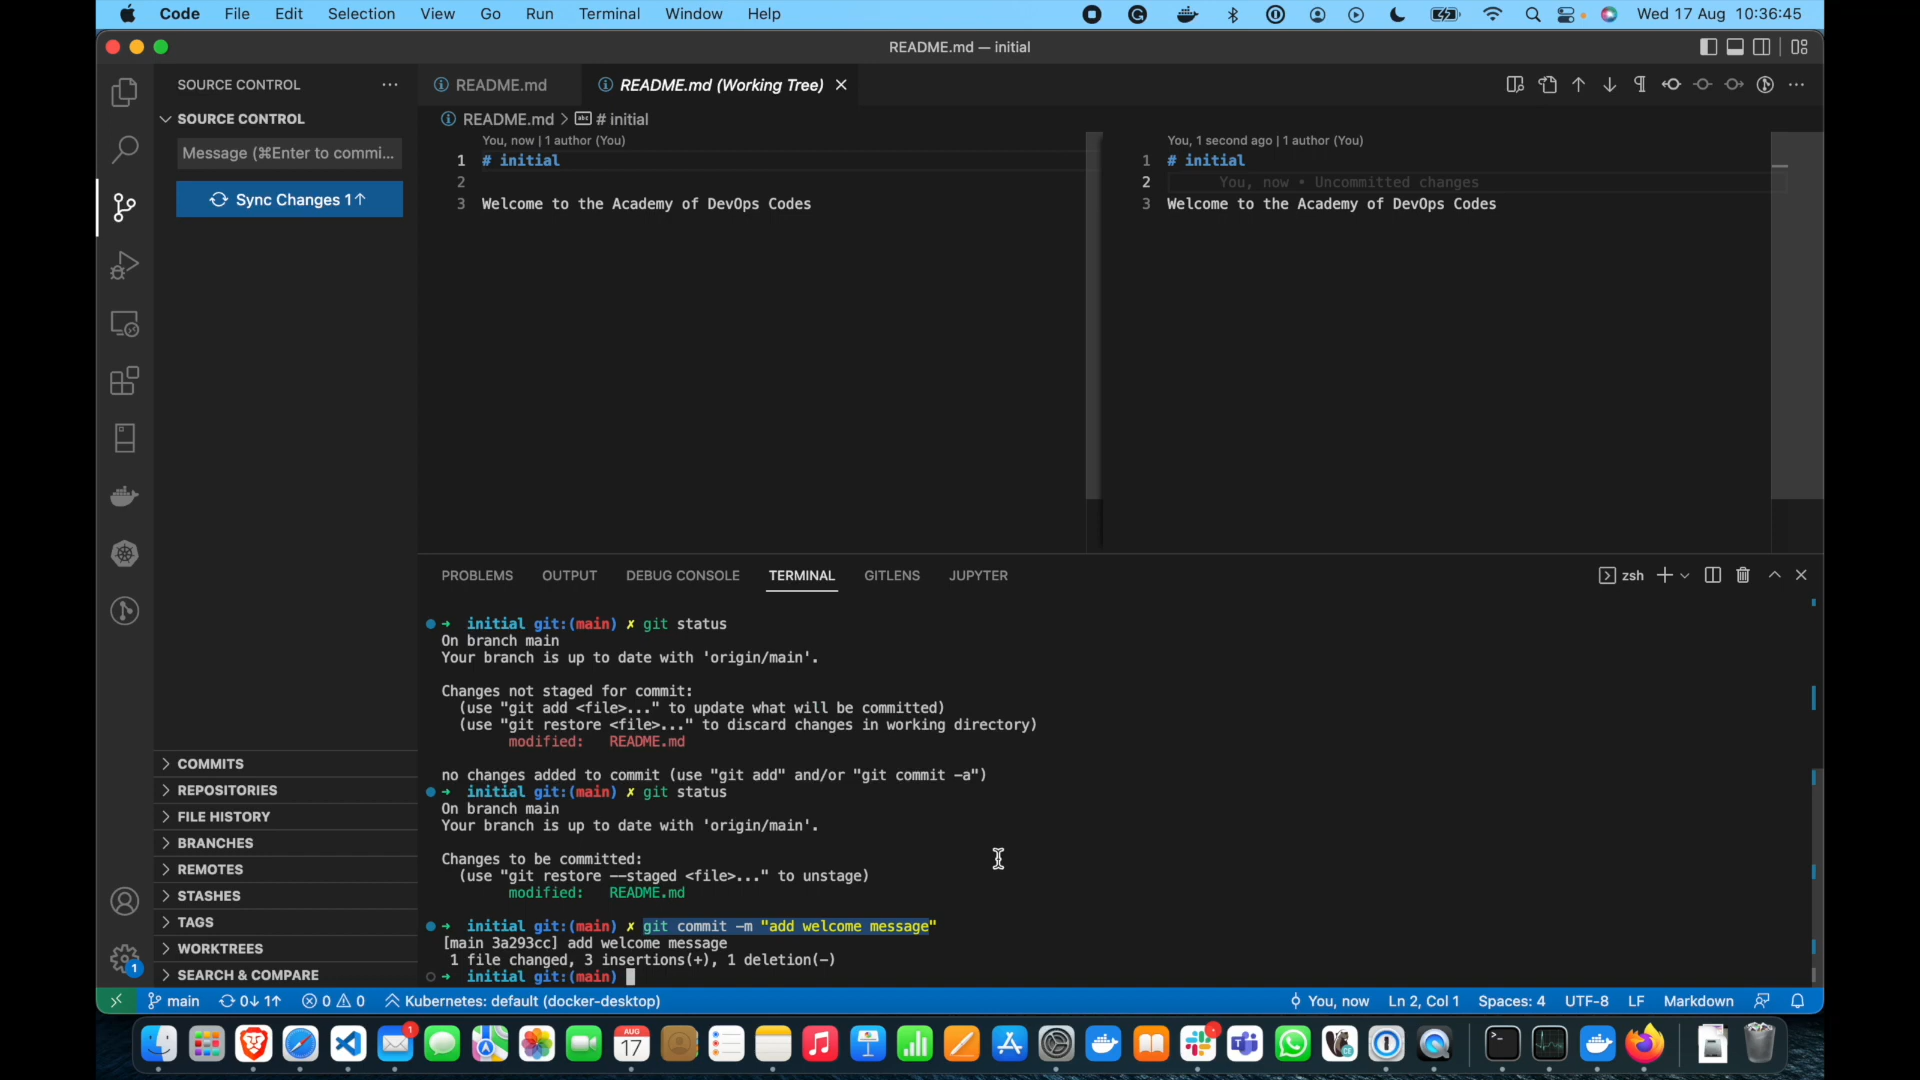 Code File Edit Selection View Go Run Terminal Window Help Wed 17 Aug 10:36:45
README.md — initial
SOURCE CONTROL
README.md
README.md (Working Tree)
SOURCE CONTROL
README.md > # initial
Message (⌘Enter to commi...
Sync Changes 1↑
You, now | 1 author (You)
1 # initial
2
3 Welcome to the Academy of DevOps Codes
You, 1 second ago | 1 author (You)
1 # initial
2 You, now • Uncommitted changes
3 Welcome to the Academy of DevOps Codes
PROBLEMS OUTPUT DEBUG CONSOLE TERMINAL GITLENS JUPYTER zsh
➜ initial git:(main) ✗ git status
On branch main
Your branch is up to date with 'origin/main'.
Changes not staged for commit:
(use "git add <file>..." to update what will be committed)
(use "git restore <file>..." to discard changes in working directory)
modified: README.md
no changes added to commit (use "git add" and/or "git commit -a")
➜ initial git:(main) ✗ git status
On branch main
Your branch is up to date with 'origin/main'.
Changes to be committed:
(use "git restore --staged <file>..." to unstage)
modified: README.md
➜ initial git:(main) ✗ git commit -m "add welcome message"
[main 3a293cc] add welcome message
1 file changed, 3 insertions(+), 1 deletion(-)
➜ initial git:(main)
COMMITS
REPOSITORIES
FILE HISTORY
BRANCHES
REMOTES
STASHES
TAGS
WORKTREES
SEARCH & COMPARE
1
main 0↓ 1↑ 0 0 Kubernetes: default (docker-desktop) You, now Ln 2, Col 1 Spaces: 4 UTF-8 LF Markdown
1
AUG
17